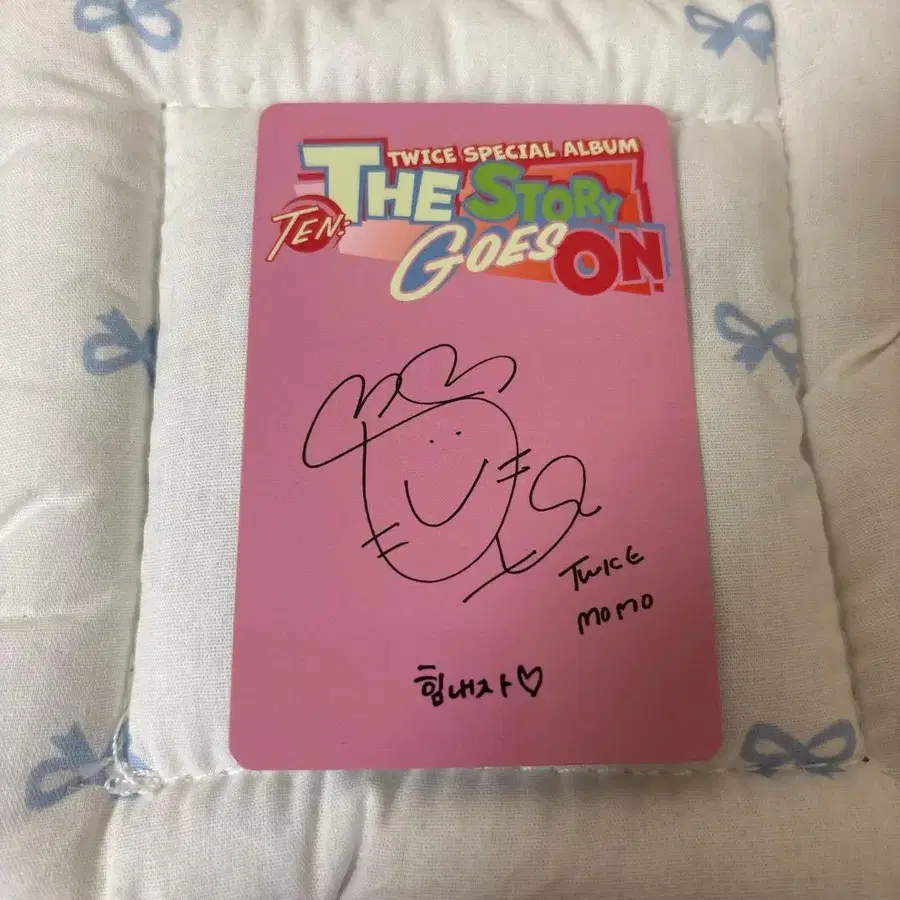 TWICE SPECIAL ALBUM
TEN: THE STORY
GOES ON.
TWICE
MOMO
힘내자♡